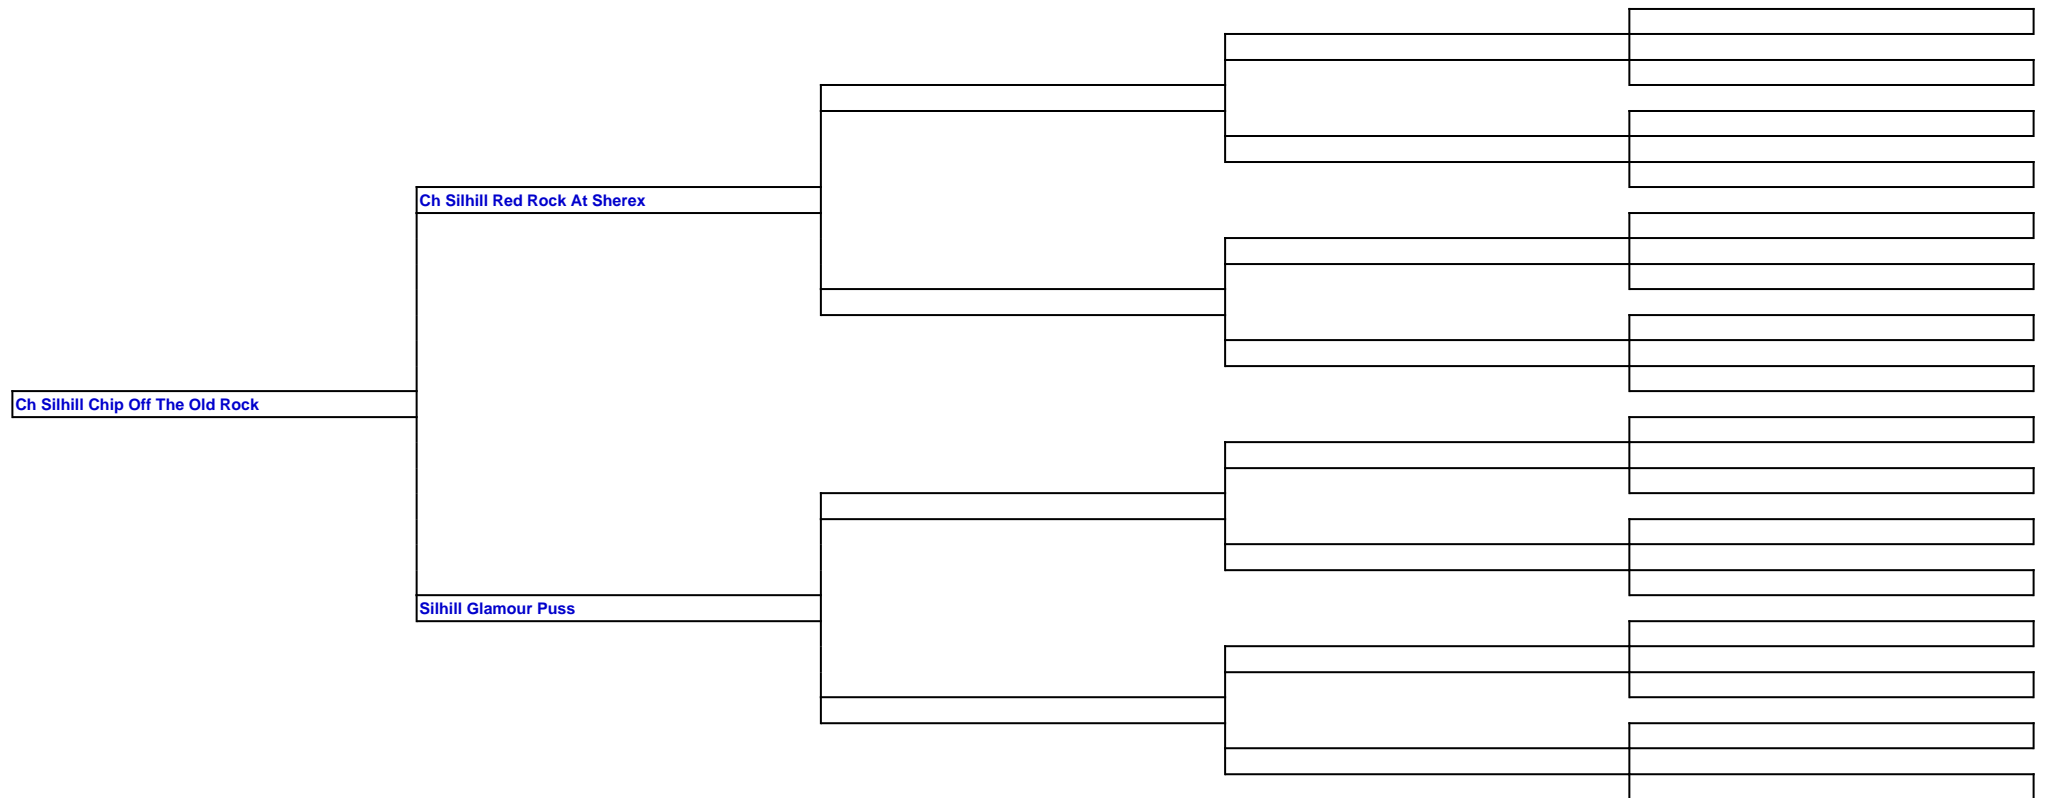 Ch Silhill Red Rock At Sherex
Ch Silhill Chip Off The Old Rock
Silhill Glamour Puss